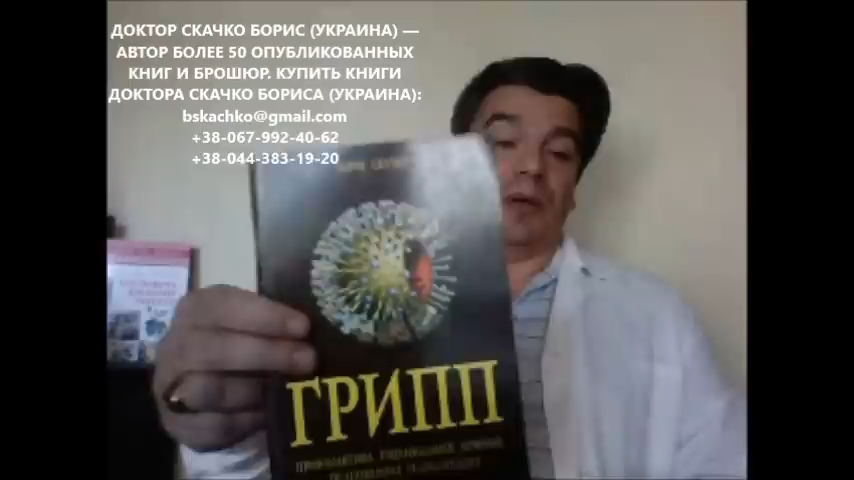 ДОКТОР СКАЧКО БОРИС (УКРАИНА) —
АВТОР БОЛЕЕ 50 ОПУБЛИКОВАННЫХ
КНИГ И БРОШЮР. КУПИТЬ КНИГИ
ДОКТОРА СКАЧКО БОРИСА (УКРАИНА):
bskachko@gmail.com
+38-067-992-40-62
+38-044-383-19-20
ГРИПП